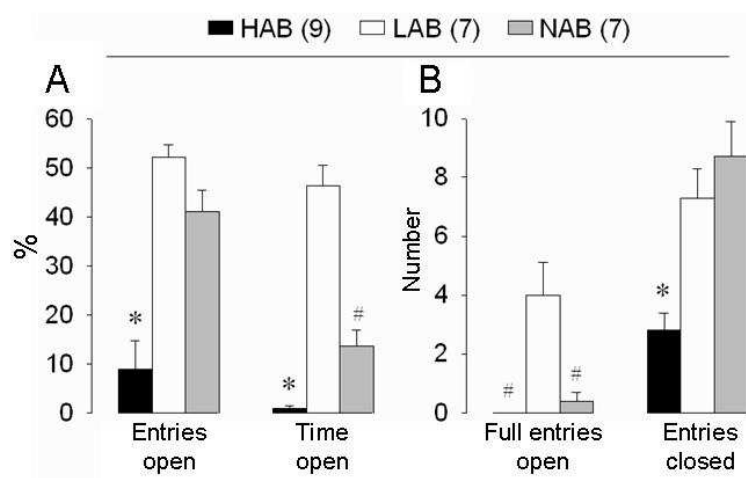 HAB (9) LAB (7) NAB (7)
A
60
50
40
30
20
10
0
%
*
*
#
Entries
open
Time
open
B
10
8
6
4
2
0
Number
#
#
*
Full entries
open
Entries
closed